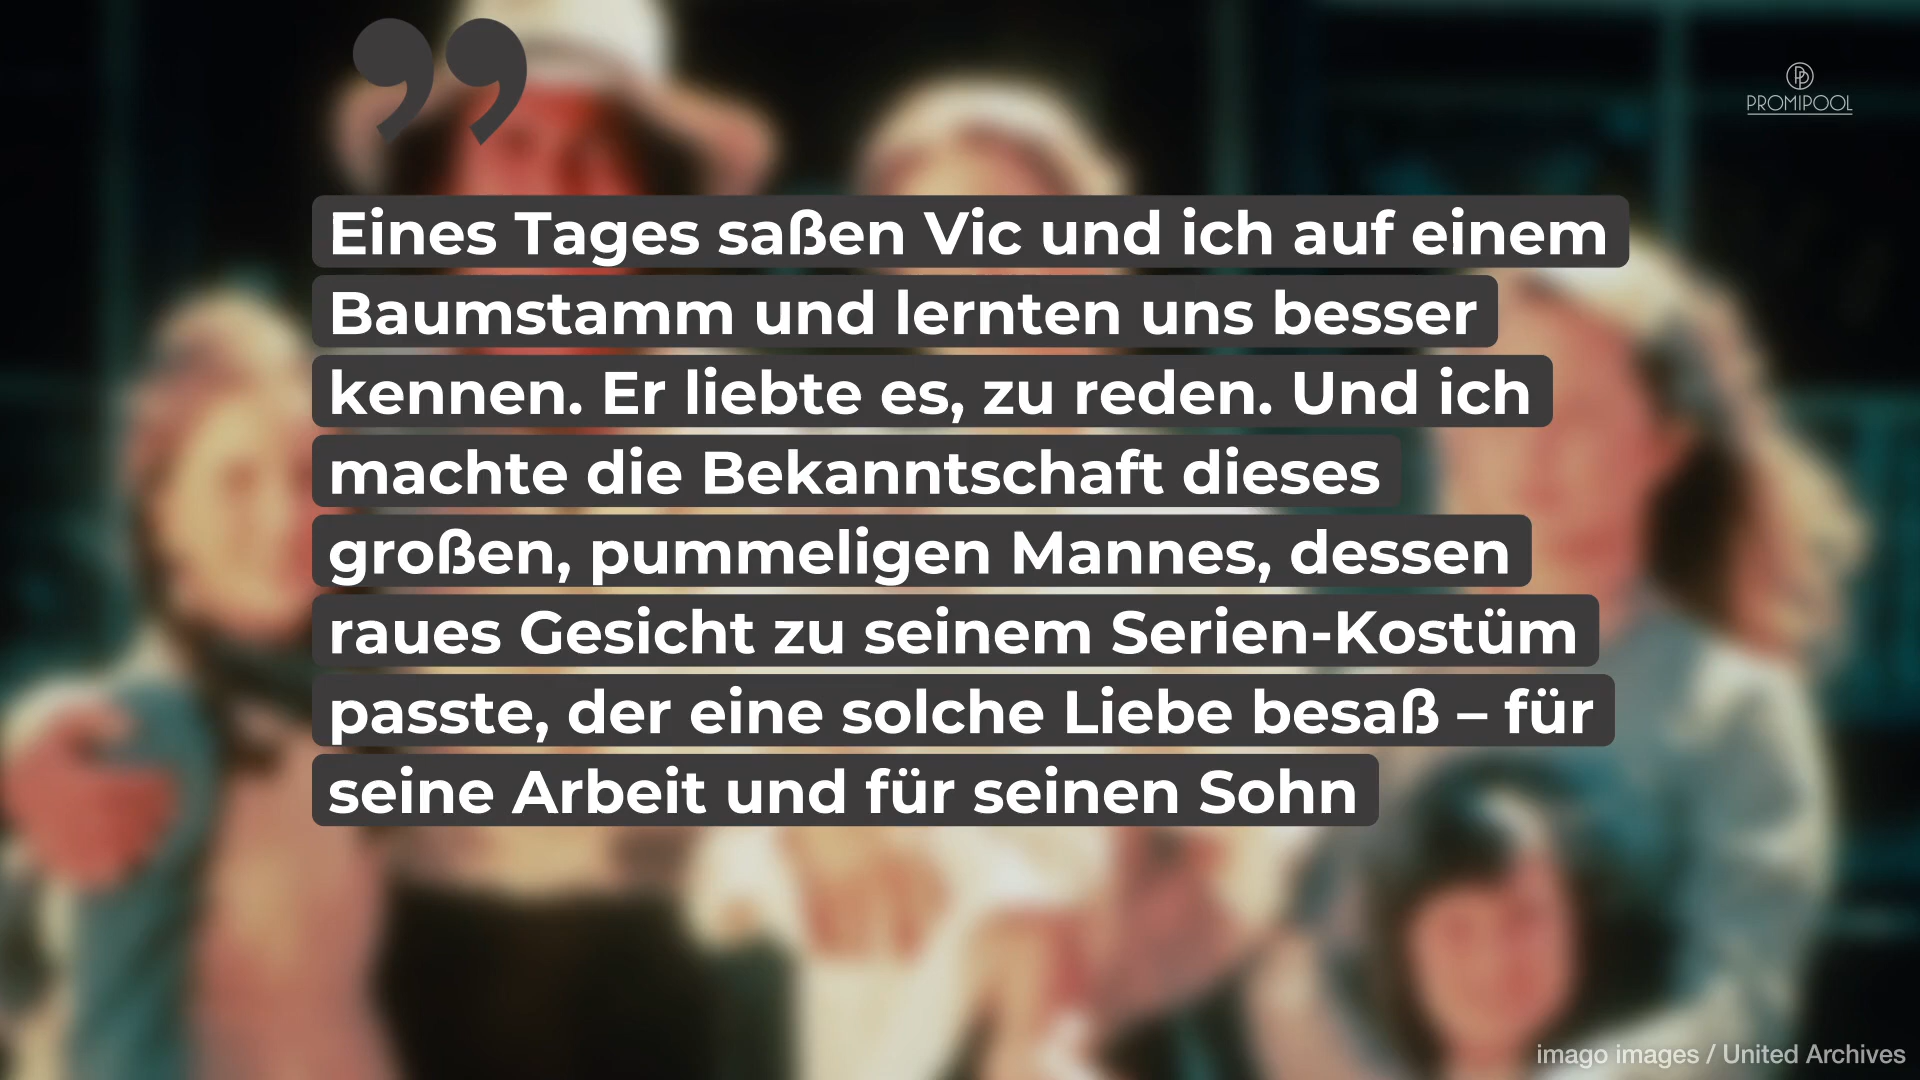 PROMIPOOL
Eines Tages saßen Vic und ich auf einem
Baumstamm und lernten uns besser
kennen. Er liebte es, zu reden. Und ich
machte die Bekanntschaft dieses
großen, pummeligen Mannes, dessen
raues Gesicht zu seinem Serien-Kostüm
passte, der eine solche Liebe besaß – für
seine Arbeit und für seinen Sohn
imago images / United Archives